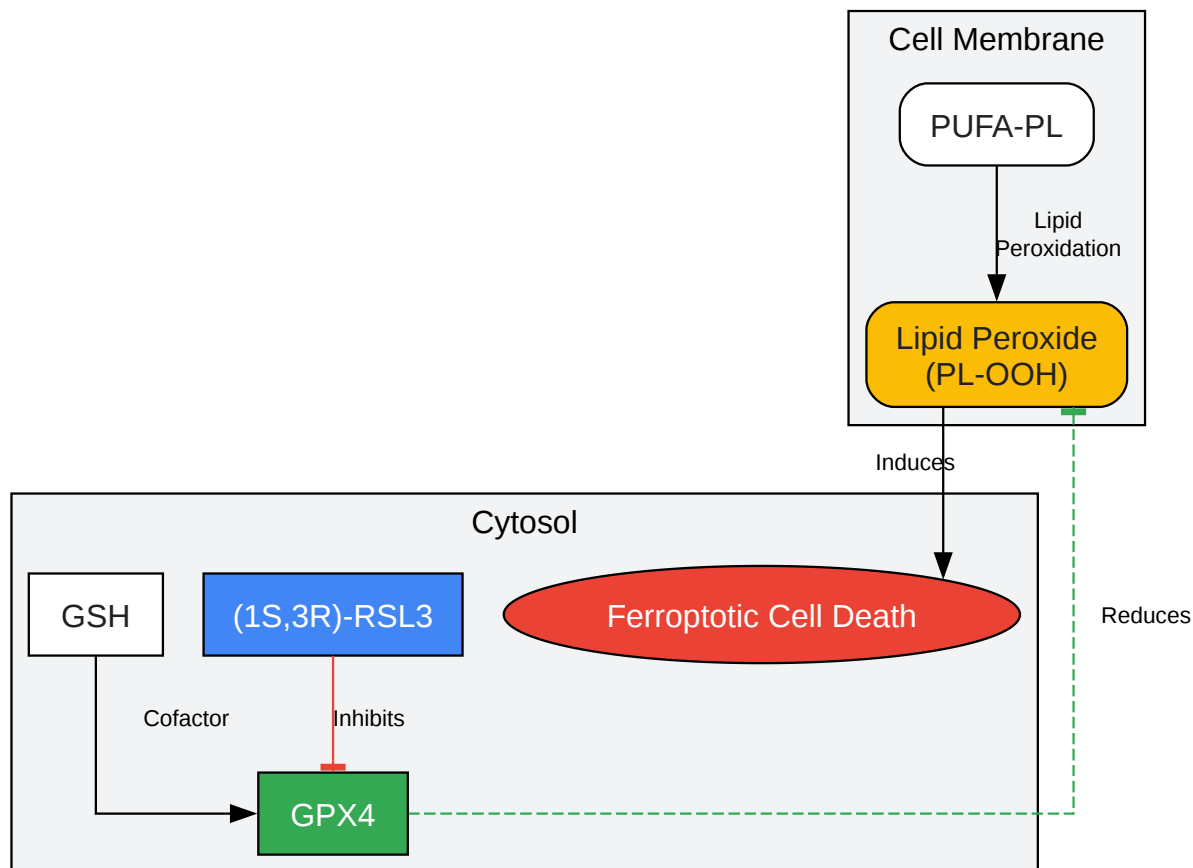 Cell Membrane
PUFA-PL
Lipid
Peroxidation
Lipid Peroxide
(PL-OOH)
Induces
Cytosol
GSH
(1S,3R)-RSL3
Ferroptotic Cell Death
Reduces
Cofactor
Inhibits
GPX4